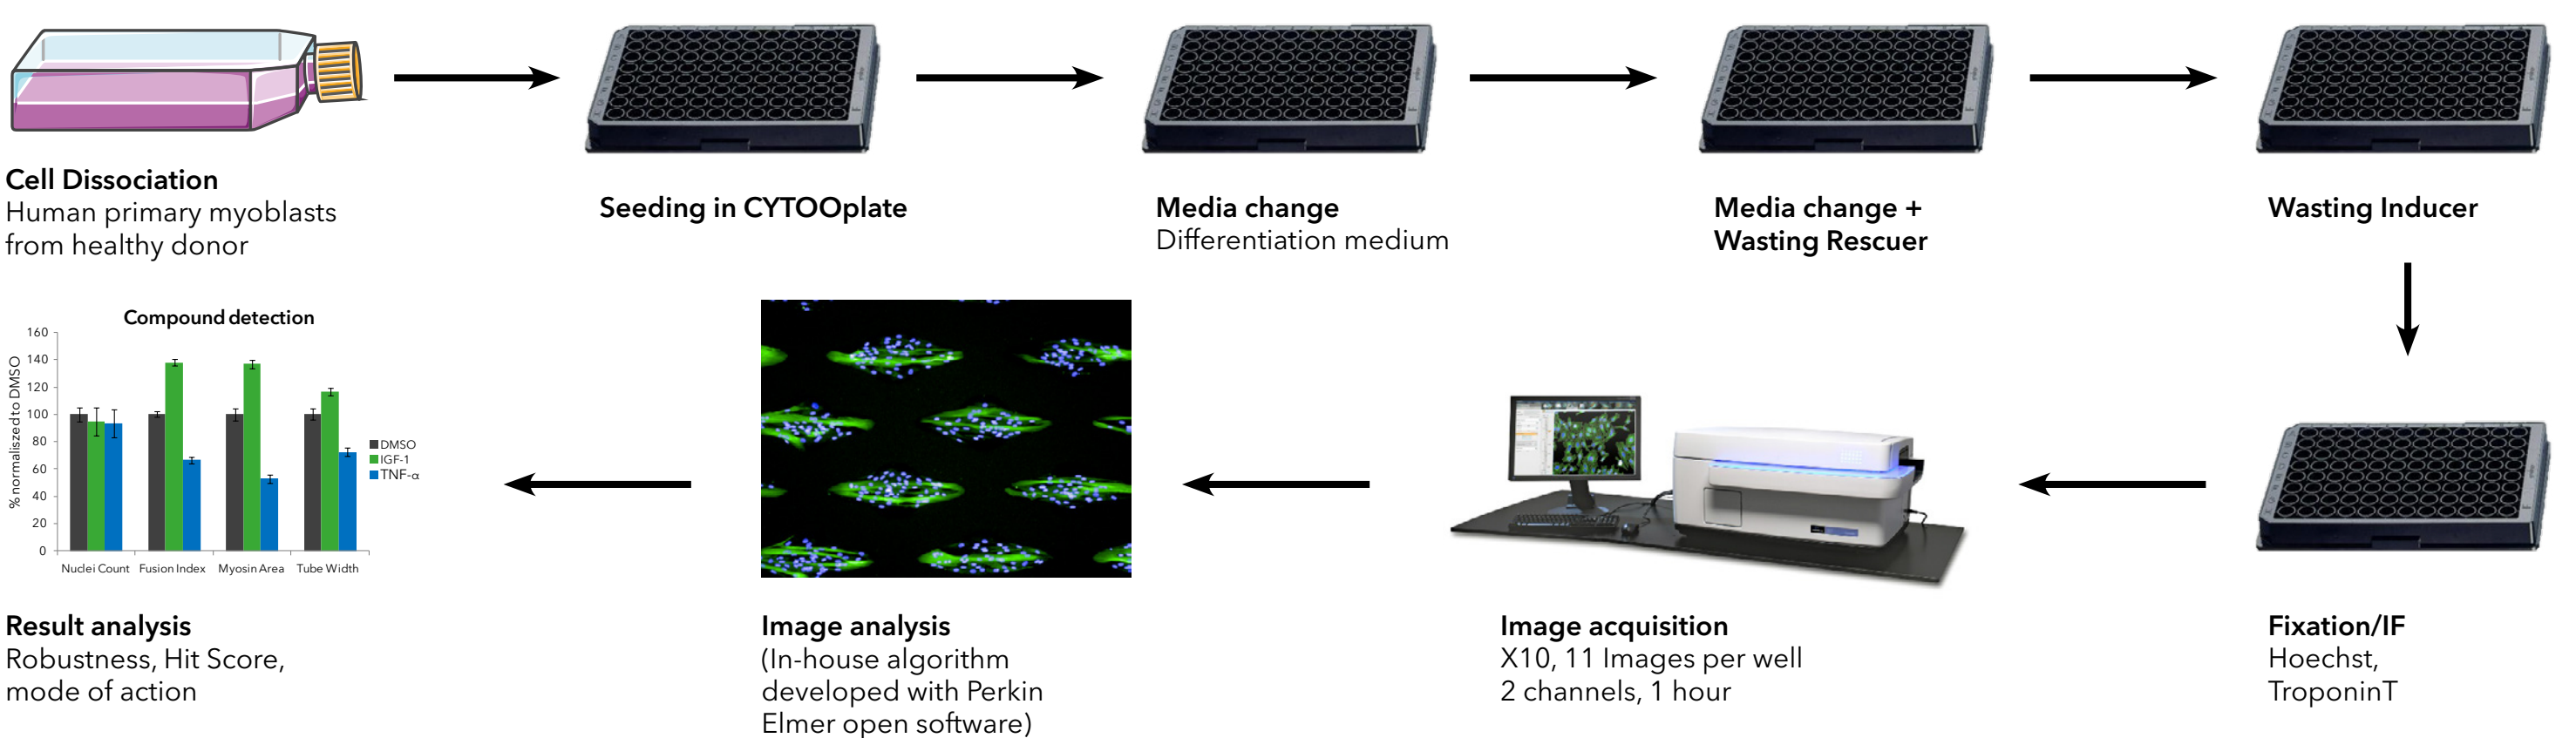 Cell Dissociation
Human primary myoblasts
from healthy donor
Seeding in CYTOOplate
Media change
Differentiation medium
Media change +
Wasting Rescuer
Wasting Inducer
Compound detection
% normaliszed to DMSO
160
140
120
100
80
60
40
20
0
Nuclei Count Fusion Index Myosin Area Tube Width
DMSO
IGF-1
TNF-α
Result analysis
Robustness, Hit Score,
mode of action
Image analysis
(In-house algorithm
developed with Perkin
Elmer open software)
Image acquisition
X10, 11 Images per well
2 channels, 1 hour
Fixation/IF
Hoechst,
TroponinT